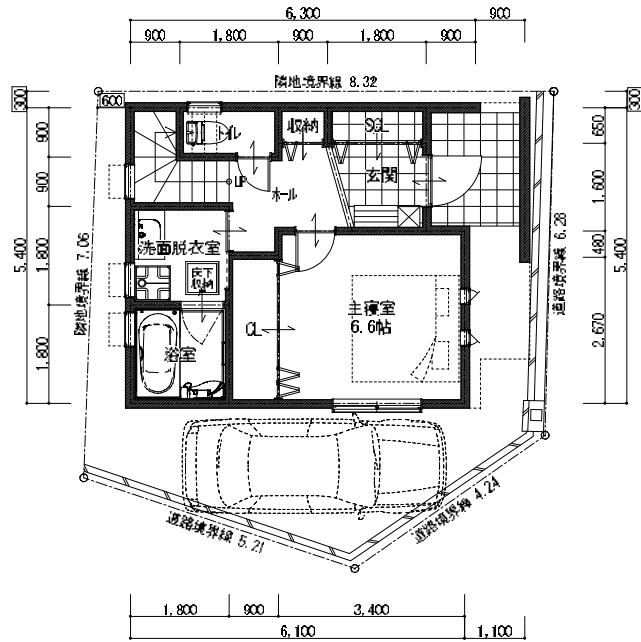 6,300
900
900
1,800
900
1,800
900
隣地境界線 8.32
300
600
300
900
900
1,800
1,800
5,400
650
1,600
480
2,670
5,400
トイレ
収納
SCL
玄関
UP
ホール
洗面脱衣室
床下
収納
主寝室
6.6帖
CL
浴室
隣地境界線 7.06
道路境界線 6.28
道路境界線 5.21
道路境界線 4.24
1,800
900
3,400
6,100
1,100